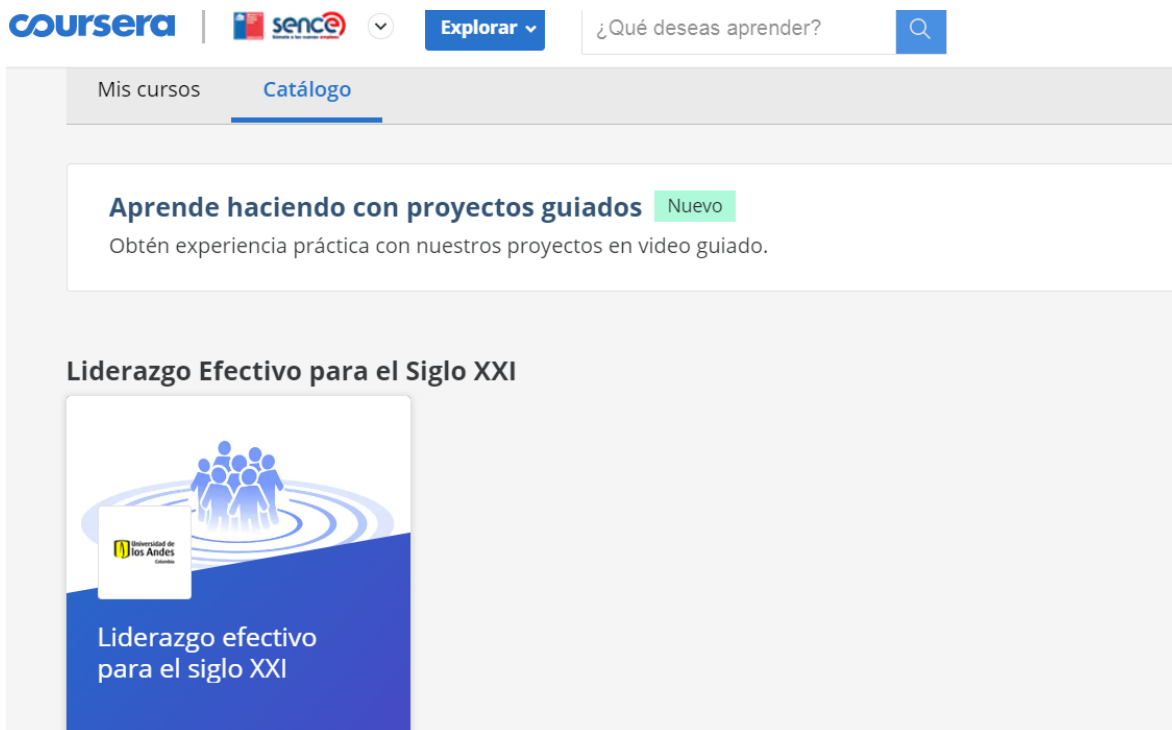 coursera
sence
Explorar
¿Qué deseas aprender?
Mis cursos
Catálogo
Aprende haciendo con proyectos guiados Nuevo
Obtén experiencia práctica con nuestros proyectos en video guiado.
Liderazgo Efectivo para el Siglo XXI
Universidad de
los Andes
Colombia
Liderazgo efectivo
para el siglo XXI